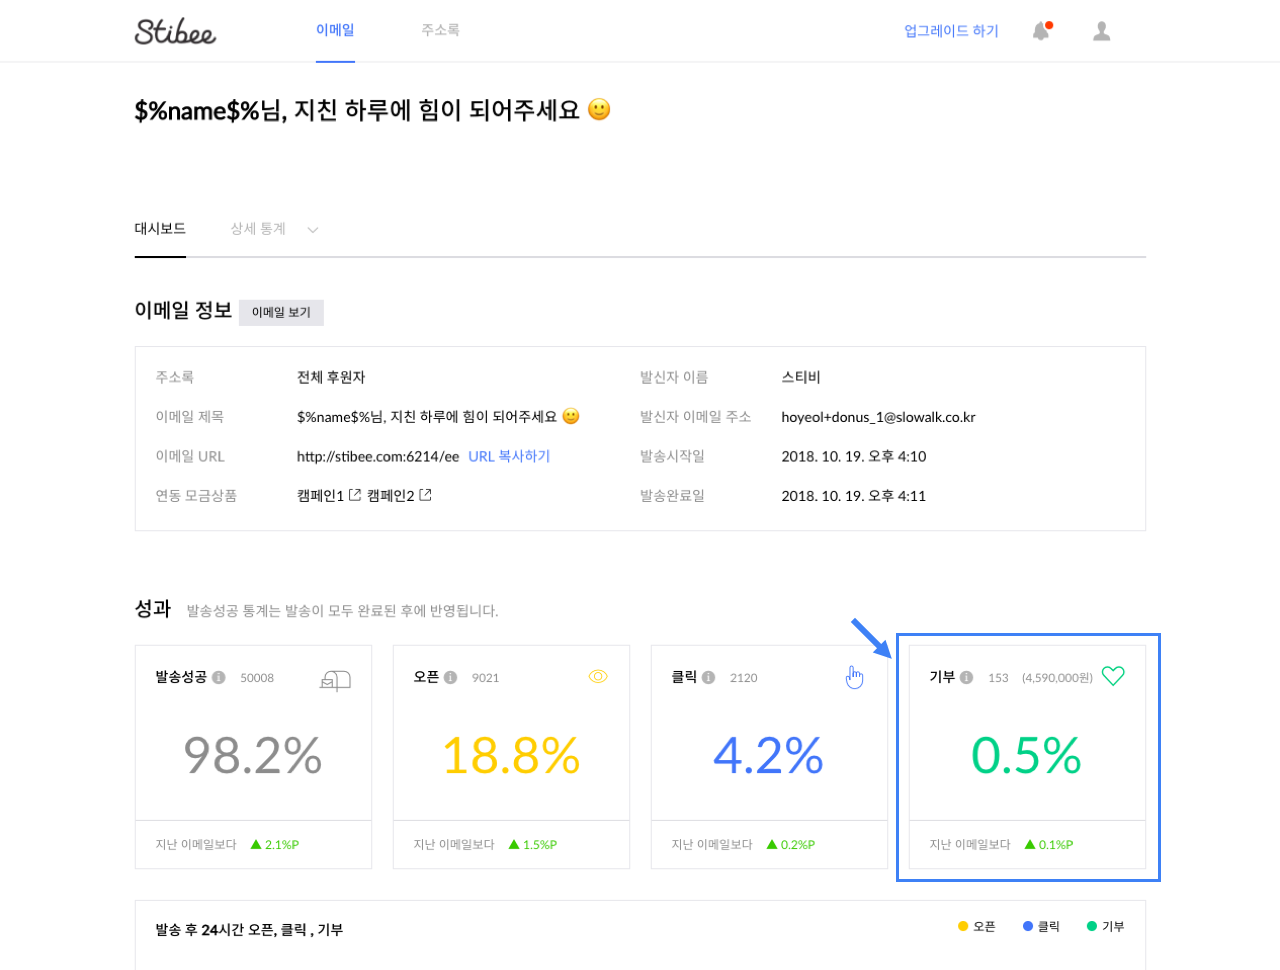 Stibee 이메일 주소록 업그레이드 하기
$%name$%님, 지친 하루에 힘이 되어주세요 🙂
대시보드 상세 통계
이메일 정보 이메일 보기
주소록 전체 후원자 발신자 이름 스티비
이메일 제목 $%name$%님, 지친 하루에 힘이 되어주세요 🙂 발신자 이메일 주소 hoyeol+donus_1@slowalk.co.kr
이메일 URL http://stibee.com:6214/ee URL 복사하기 발송시작일 2018. 10. 19. 오후 4:10
연동 모금상품 캠페인1 캠페인2 발송완료일 2018. 10. 19. 오후 4:11
성과 발송성공 통계는 발송이 모두 완료된 후에 반영됩니다.
발송성공 50008 오픈 9021 클릭 2120 기부 153 (4,590,000원)
98.2% 18.8% 4.2% 0.5%
지난 이메일보다 ▲ 2.1%P 지난 이메일보다 ▲ 1.5%P 지난 이메일보다 ▲ 0.2%P 지난 이메일보다 ▲ 0.1%P
발송 후 24시간 오픈, 클릭 , 기부 오픈 클릭 기부